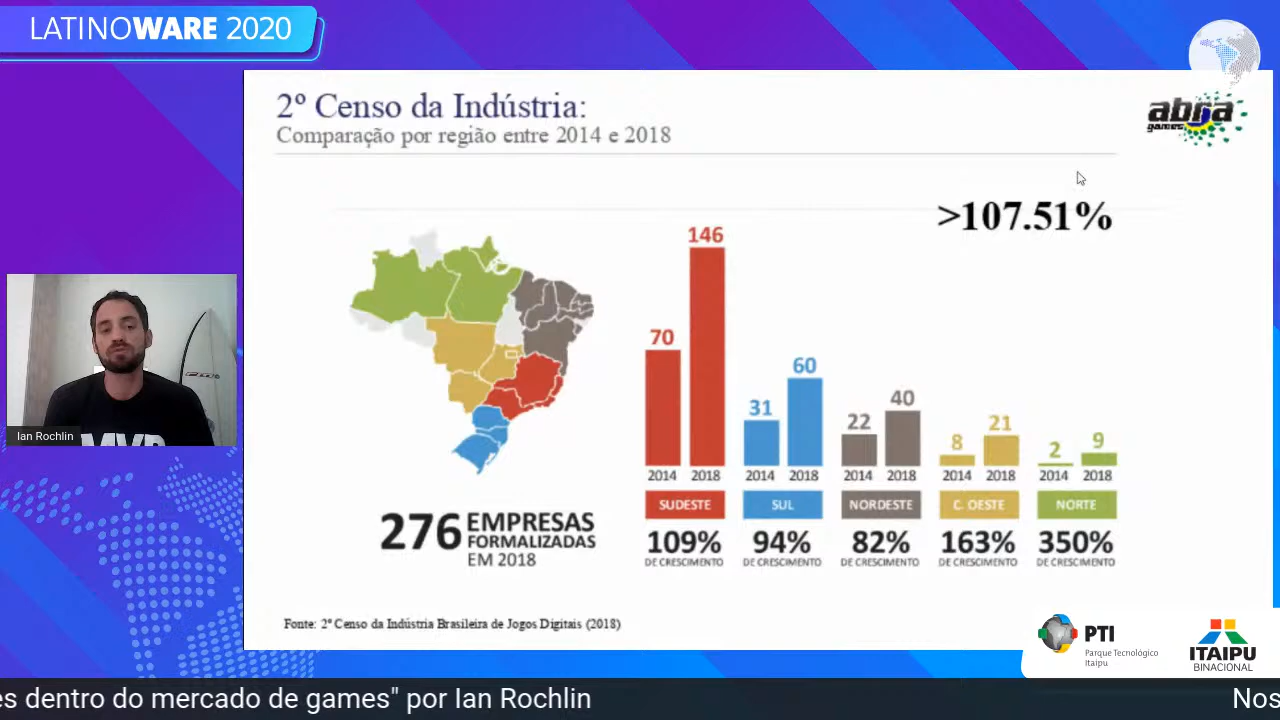 LATINOWARE 2020
2º Censo da Indústria:
Comparação por região entre 2014 e 2018
abra
games
>107.51%
70
146
31
60
22
40
8
21
2
9
2014 2018 2014 2018 2014 2018 2014 2018 2014 2018
SUDESTE
SUL
NORDESTE
C. OESTE
NORTE
109%
DE CRESCIMENTO
94%
DE CRESCIMENTO
82%
DE CRESCIMENTO
163%
DE CRESCIMENTO
350%
DE CRESCIMENTO
276 EMPRESAS
FORMALIZADAS
EM 2018
Fonte: 2º Censo da Indústria Brasileira de Jogos Digitais (2018)
Ian Rochlin
PTI
Parque Tecnológico
Itaipu
ITAIPU
BINACIONAL
es dentro do mercado de games" por Ian Rochlin
Nos